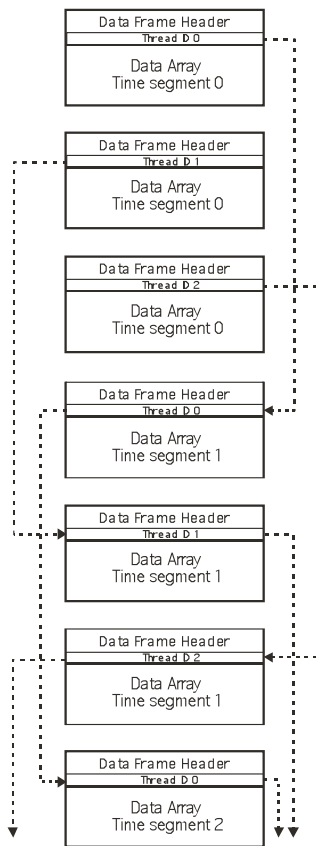 Data Frame Header
Thread ID 0
Data Array
Time segment 0
Data Frame Header
Thread ID 1
Data Array
Time segment 0
Data Frame Header
Thread ID 2
Data Array
Time segment 0
Data Frame Header
Thread ID 0
Data Array
Time segment 1
Data Frame Header
Thread ID 1
Data Array
Time segment 1
Data Frame Header
Thread ID 2
Data Array
Time segment 1
Data Frame Header
Thread ID 0
Data Array
Time segment 2